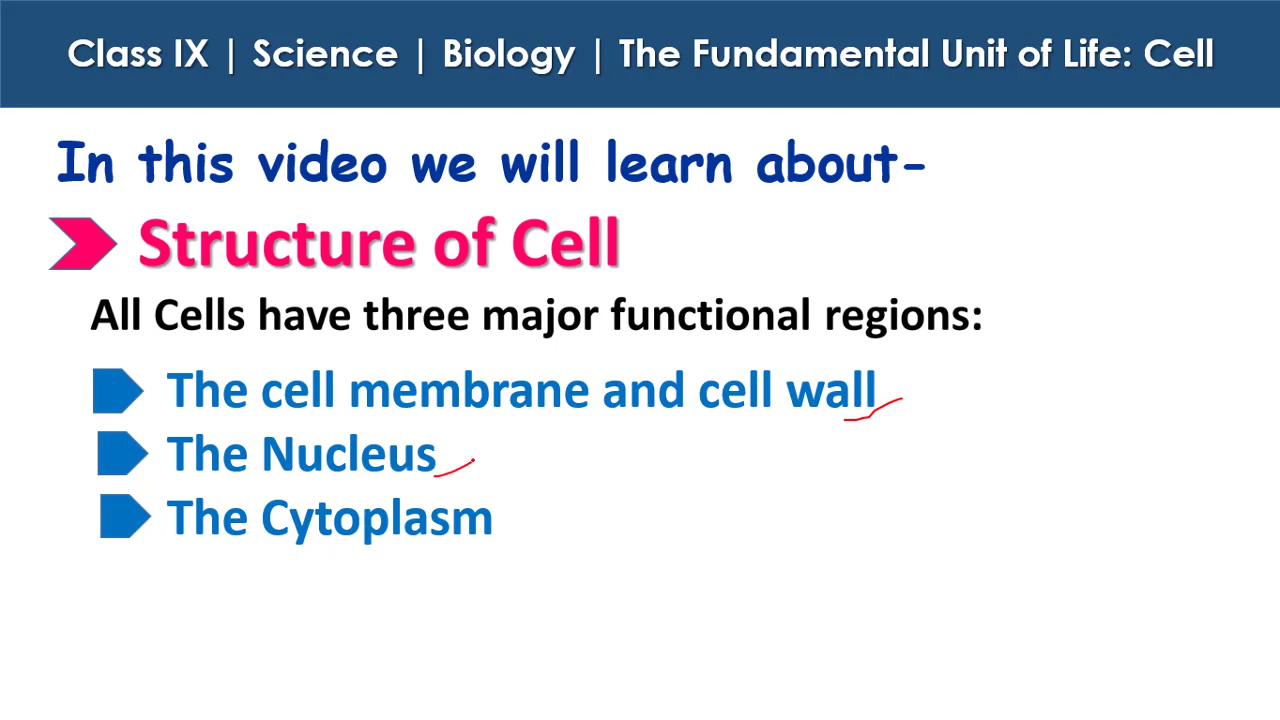 Class IX | Science | Biology | The Fundamental Unit of Life: Cell
In this video we will learn about-
Structure of Cell
All Cells have three major functional regions:
The cell membrane and cell wall
The Nucleus
The Cytoplasm